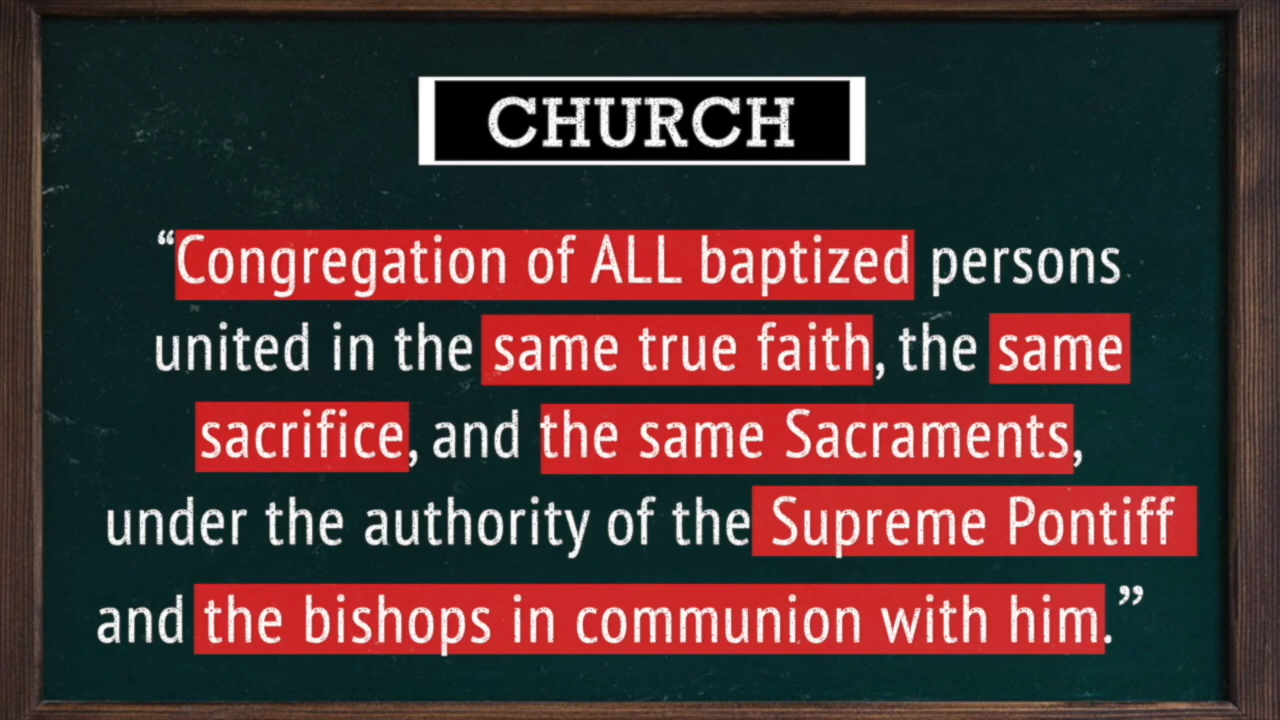 CHURCH
“Congregation of ALL baptized persons
united in the same true faith, the same
sacrifice, and the same Sacraments,
under the authority of the Supreme Pontiff
and the bishops in communion with him.”